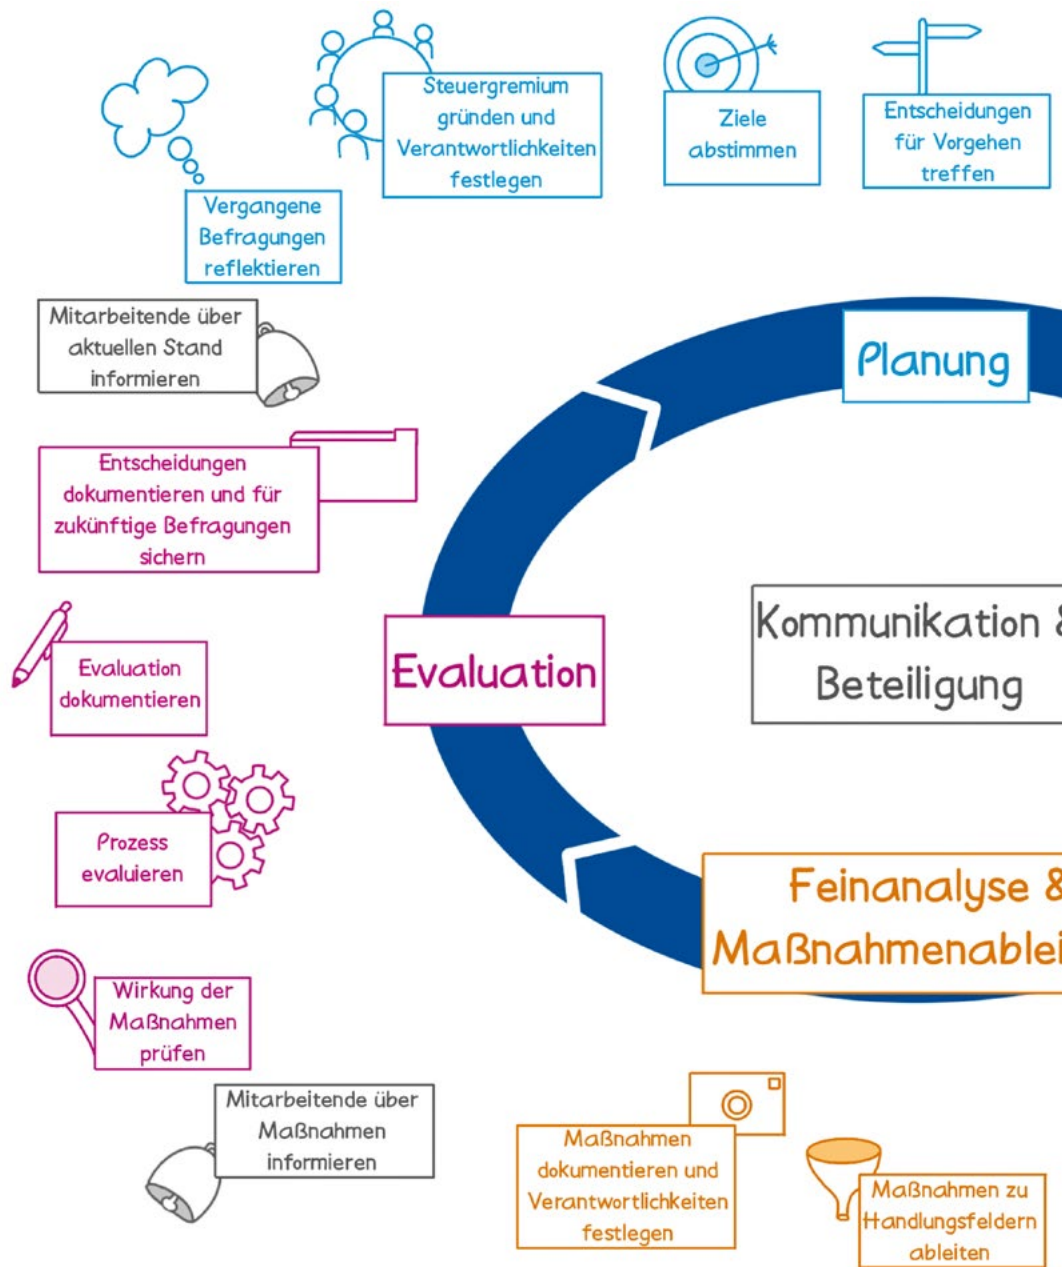 Steuergremium
gründen und
Verantwortlichkeiten
festlegen
Ziele
abstimmen
Entscheidungen
für Vorgehen
treffen
Vergangene
Befragungen
reflektieren
Mitarbeitende über
aktuellen Stand
informieren
Planung
Entscheidungen
dokumentieren und für
zukünftige Befragungen
sichern
Kommunikation &
Beteiligung
Evaluation
Evaluation
dokumentieren
Prozess
evaluieren
Feinanalyse &
Maßnahmenablei
Wirkung der
Maßnahmen
prüfen
Mitarbeitende über
Maßnahmen
informieren
Maßnahmen
dokumentieren und
Verantwortlichkeiten
festlegen
Maßnahmen zu
Handlungsfeldern
ableiten